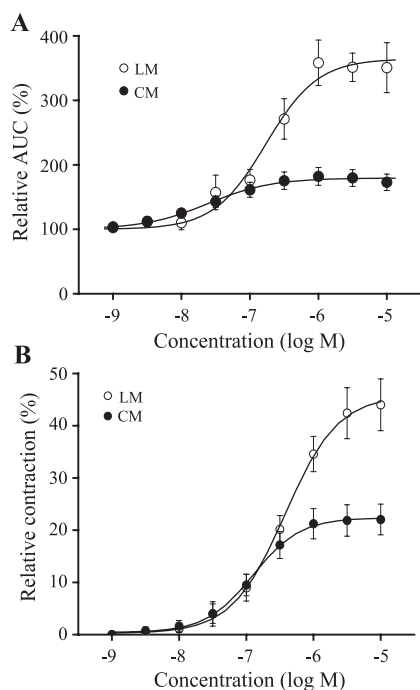 A
400
300
200
100
0
Relative AUC (%)
LM
CM
-9
-8
-7
-6
-5
Concentration (log M)
B
50
40
30
20
10
0
Relative contraction (%)
LM
CM
-9
-8
-7
-6
-5
Concentration (log M)